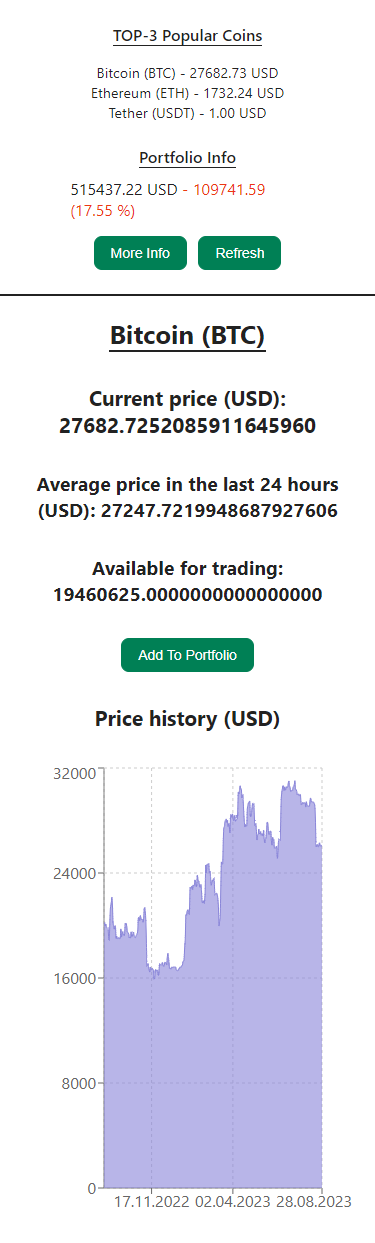 TOP-3 Popular Coins
Bitcoin (BTC) - 27682.73 USD
Ethereum (ETH) - 1732.24 USD
Tether (USDT) - 1.00 USD
Portfolio Info
515437.22 USD - 109741.59
(17.55 %)
More Info Refresh
Bitcoin (BTC)
Current price (USD):
27682.7252085911645960
Average price in the last 24 hours
(USD): 27247.7219948687927606
Available for trading:
19460625.0000000000000000
Add To Portfolio
Price history (USD)
32000
24000
16000
8000
0
17.11.2022 02.04.2023 28.08.2023